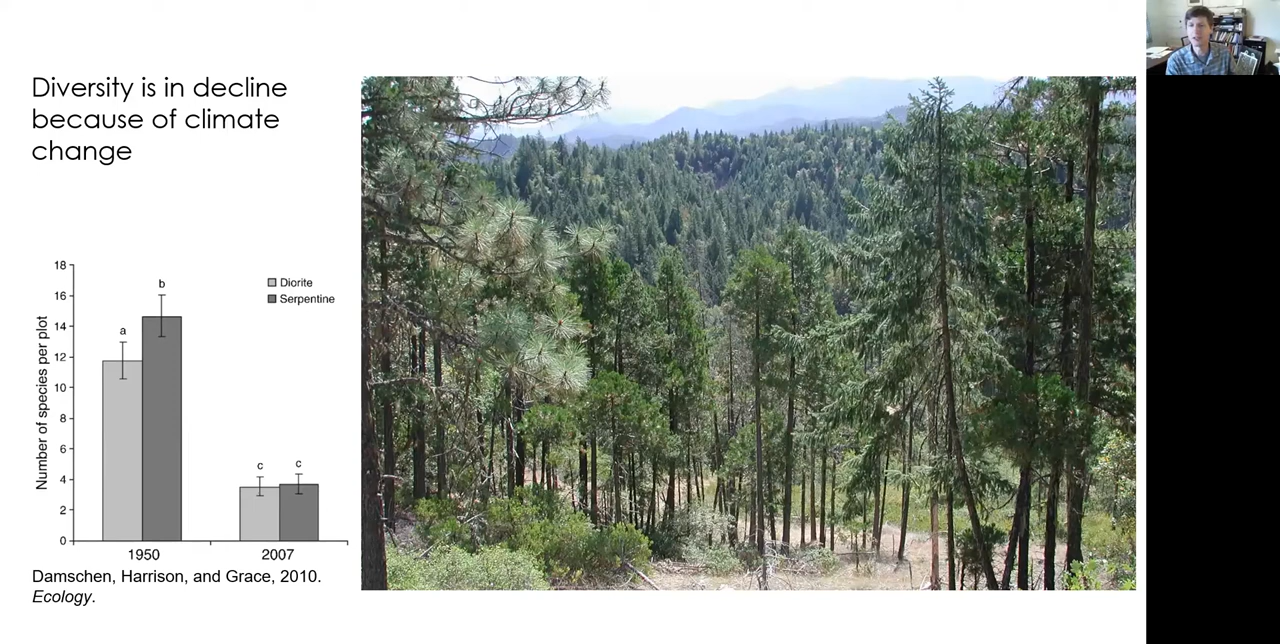 Diversity is in decline
because of climate
change
18
16
14
12
10
8
6
4
2
0
Number of species per plot
a
b
c
c
Diorite
Serpentine
1950
2007
Damschen, Harrison, and Grace, 2010.
Ecology.